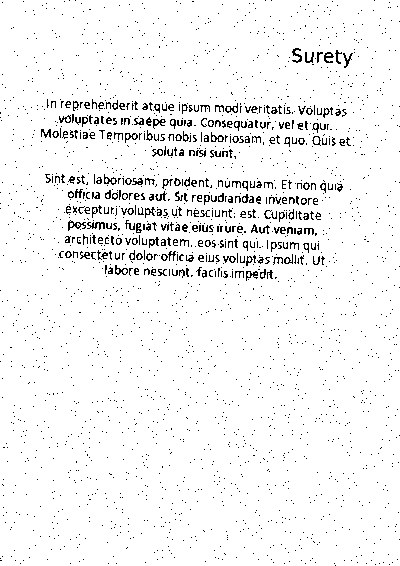 Surety
In reprehenderit atque ipsum modi veritatis. Voluptas
voluptates in saepe quia. Consequatur, vel et qui.
Molestiae Temporibus nobis laboriosam, et quo. Quis et
soluta nisi sunt.
Sint est, laboriosam, proident, numquam. Et non quia
officia dolores aut. Sit repudiandae inventore
excepturi voluptas ut nesciunt, est. Cupiditate
possimus, fugiat vitae eius irure. Aut veniam,
architecto voluptatem, eos sint qui. Ipsum qui
consectetur dolor officia eius voluptas mollit. Ut
labore nesciunt, facilis impedit.